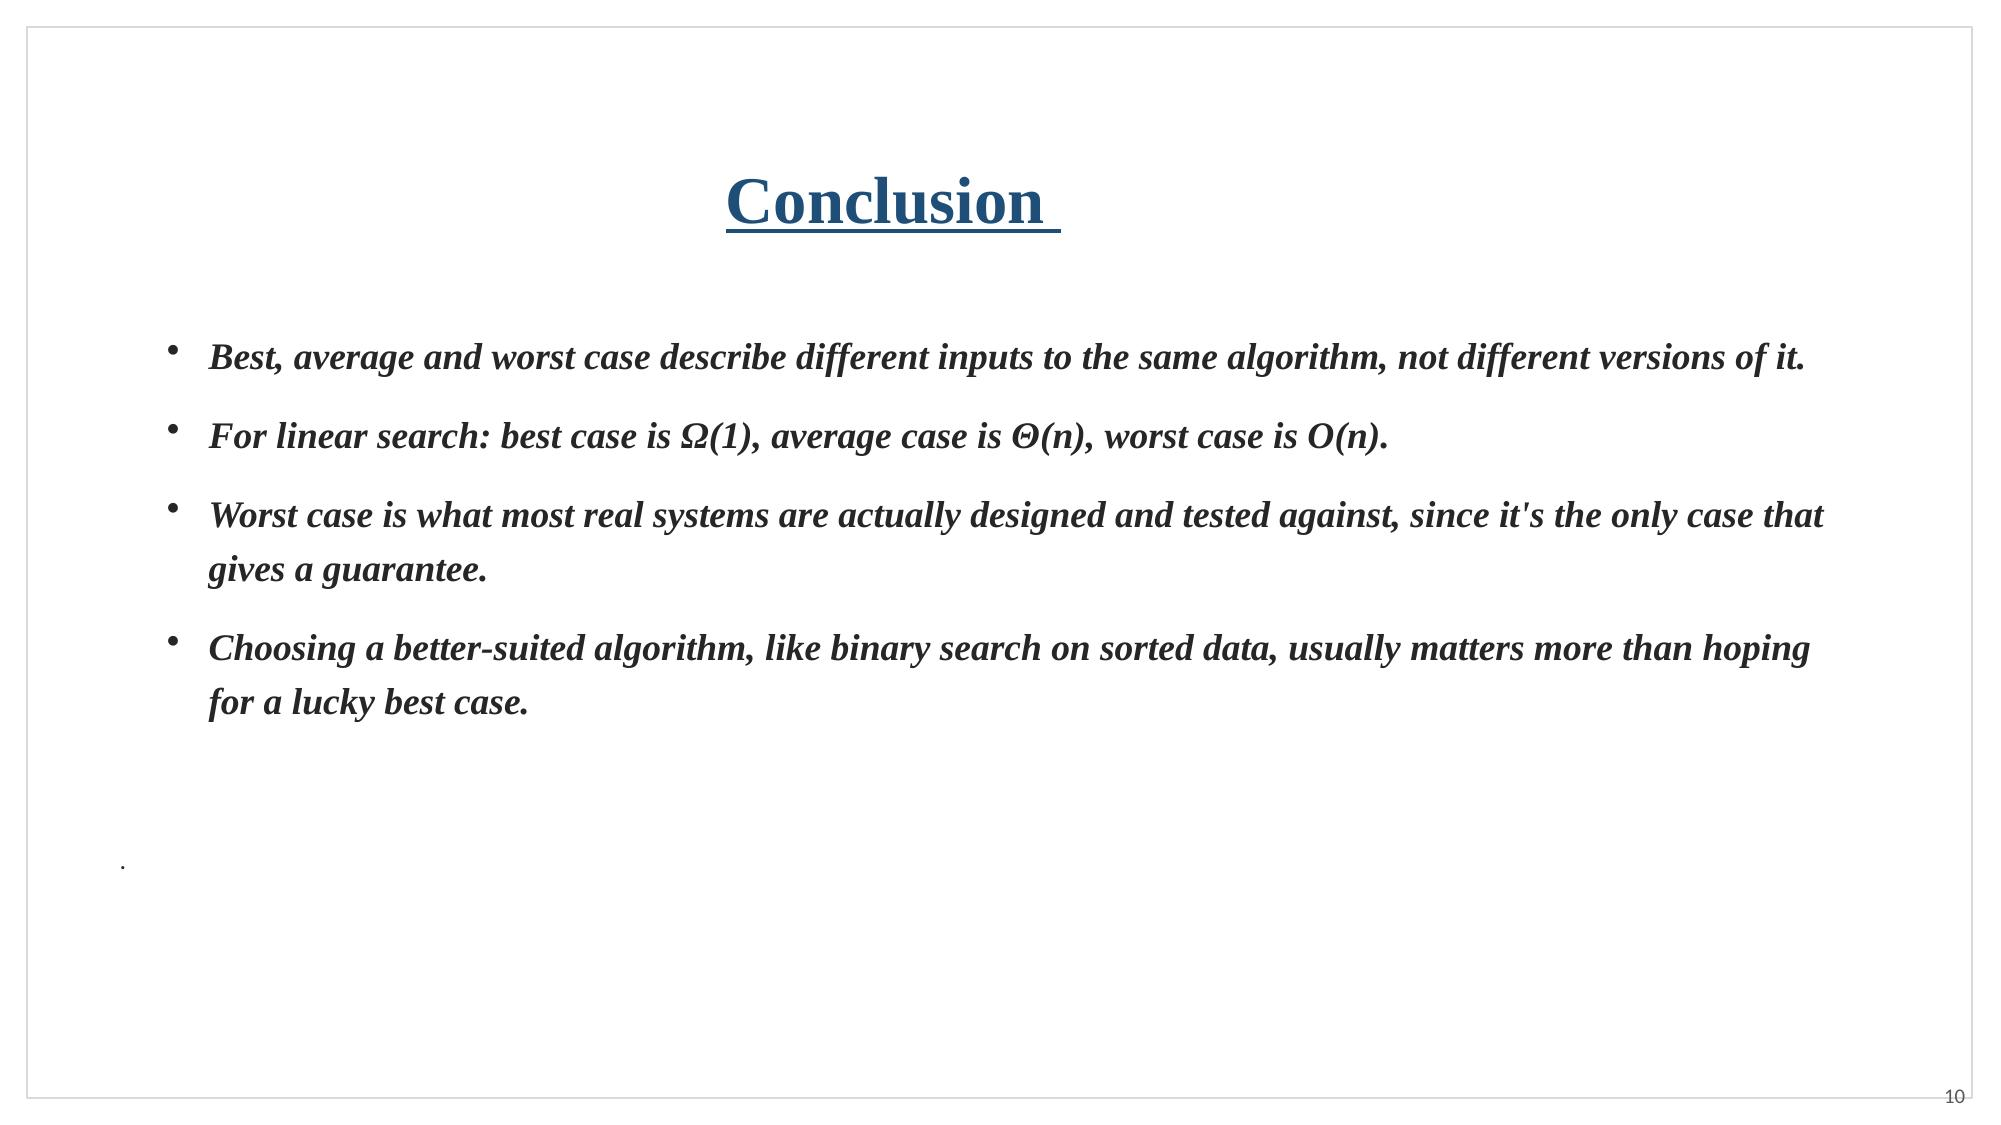 Conclusion
• Best, average and worst case describe different inputs to the same algorithm, not different versions of it.
• For linear search: best case is Ω(1), average case is Θ(n), worst case is O(n).
• Worst case is what most real systems are actually designed and tested against, since it's the only case that
gives a guarantee.
• Choosing a better-suited algorithm, like binary search on sorted data, usually matters more than hoping
for a lucky best case.
.
10